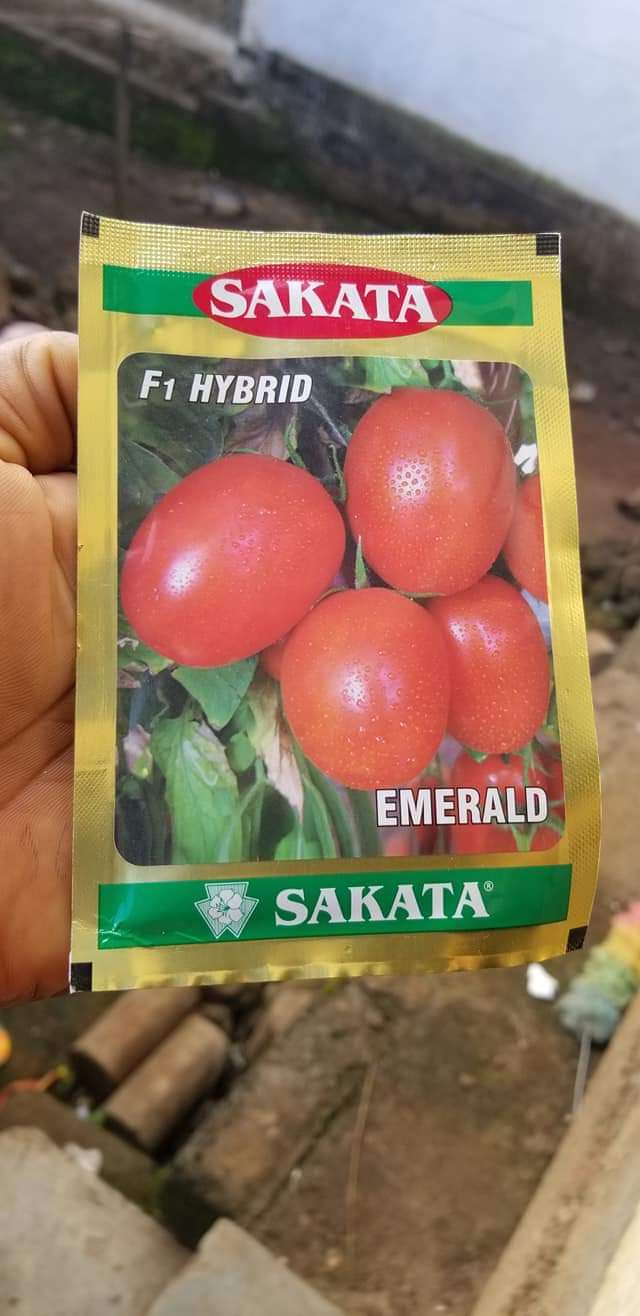 SAKATA
F1 HYBRID
EMERALD
SAKATA®